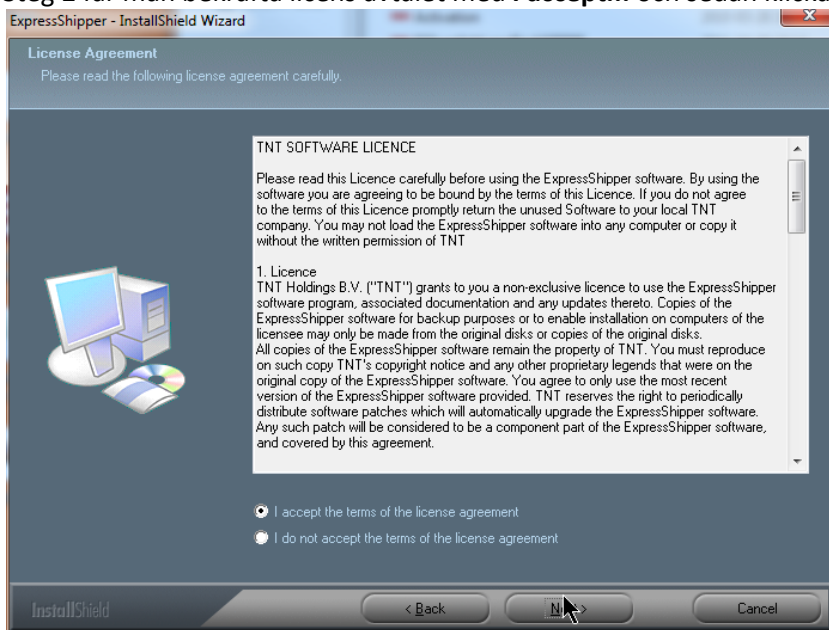 ExpressShipper - InstallShield Wizard
License Agreement
Please read the following license agreement carefully.
TNT SOFTWARE LICENCE
Please read this Licence carefully before using the ExpressShipper software. By using the
software you are agreeing to be bound by the terms of this Licence. If you do not agree
to the terms of this Licence promptly return the unused Software to your local TNT
company. You may not load the ExpressShipper software into any computer or copy it
without the written permission of TNT
1. Licence
TNT Holdings B.V. ("TNT") grants to you a non-exclusive licence to use the ExpressShipper
software program, associated documentation and any updates thereto. Copies of the
ExpressShipper software for backup purposes or to enable installation on computers of the
licensee may only be made from the original disks or copies of the original disks.
All copies of the ExpressShipper software remain the property of TNT. You must reproduce
on such copy TNT's copyright notice and any other proprietary legends that were on the
original copy of the ExpressShipper software. You agree to only use the most recent
version of the ExpressShipper software provided. TNT reserves the right to periodically
distribute software patches which will automatically upgrade the ExpressShipper software.
Any such patch will be considered to be a component part of the ExpressShipper software,
and covered by this agreement.
I accept the terms of the license agreement
I do not accept the terms of the license agreement
InstallShield
< Back
Cancel